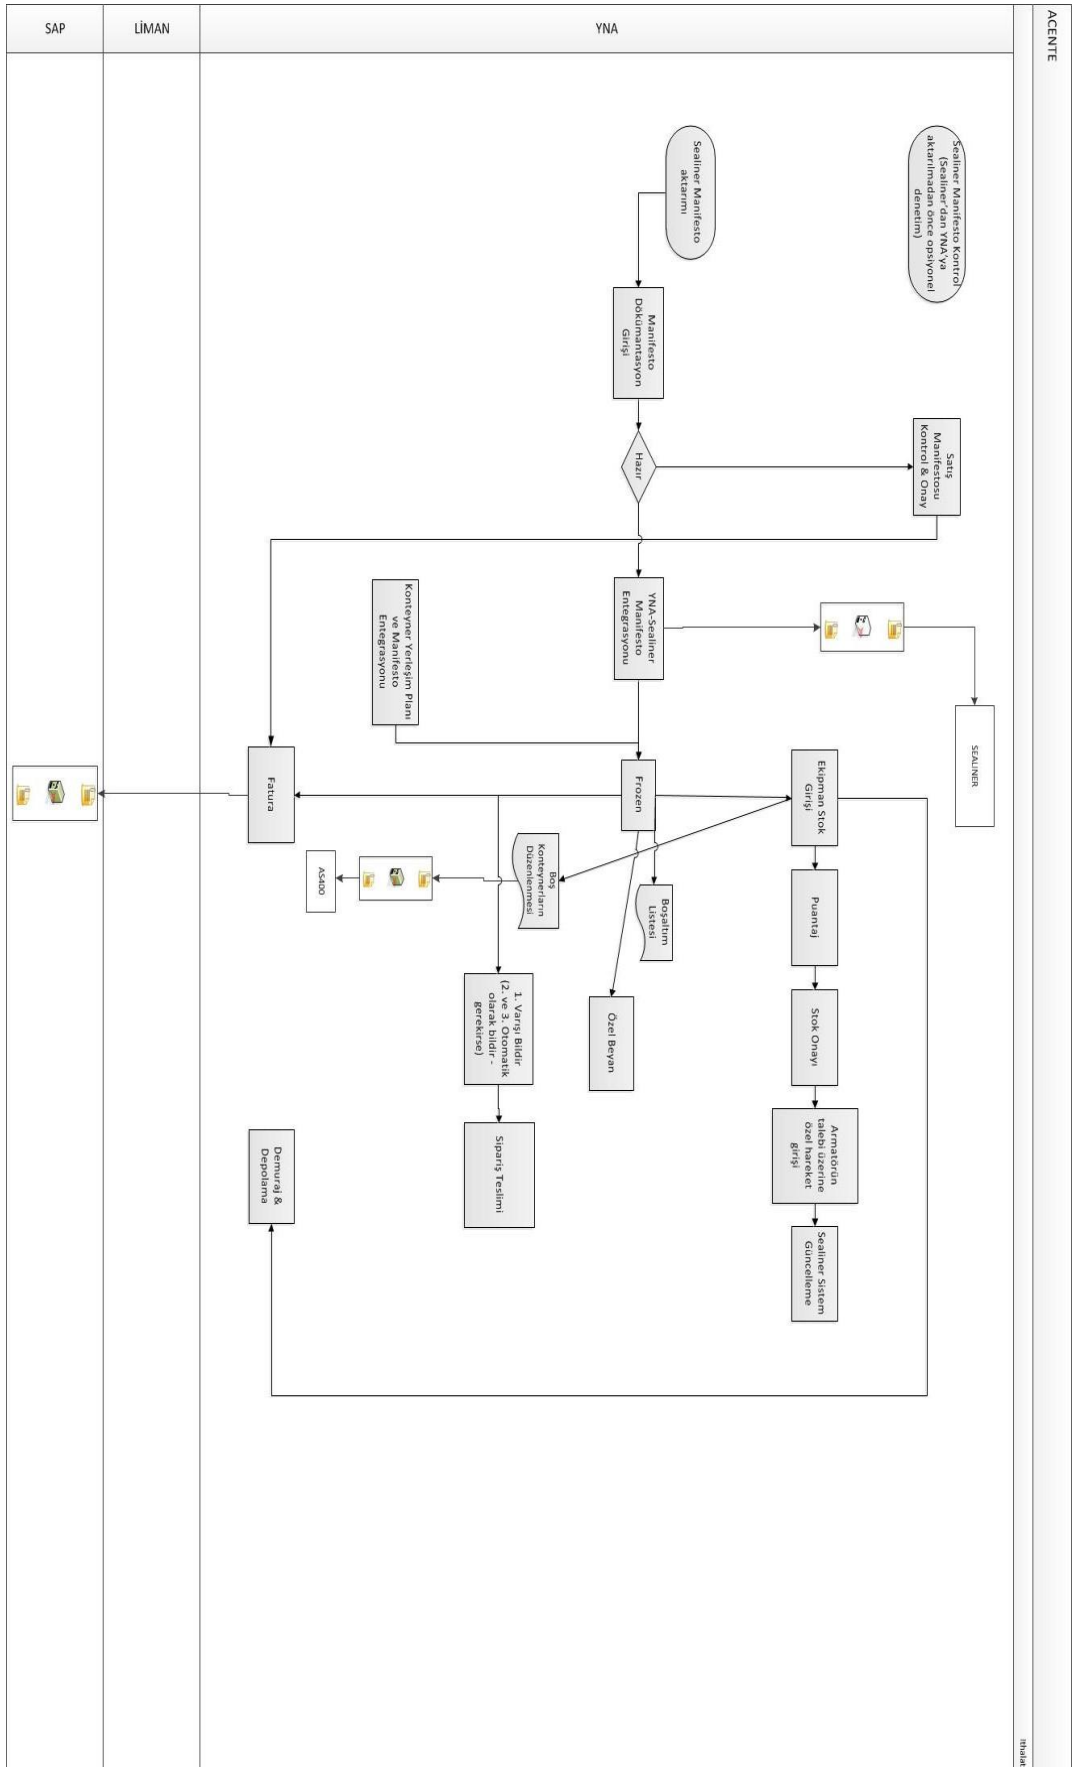 ACENTE
İthalat
YNA
LİMAN
SAP
Sealiner Manifesto Kontrol
(Sealiner'dan YNA'ya
aktarılmadan önce opsiyonel
denetim)
Sealiner Manifesto
aktarımı
Manifesto
Dökümantasyon
Girişi
Hazır
Satış
Manifestosu
Kontrol & Onay
YNA-Sealiner
Manifesto
Entegrasyonu
SEALINER
Konteyner Yerleşim Planı
ve Manifesto
Entegrasyonu
Frozen
Fatura
Ekipman Stok
Girişi
Puantaj
Stok Onayı
Armatörün
talebi üzerine
özel hareket
girişi
Sealiner Sistem
Güncelleme
Boşaltım
Listesi
Boş
Konteynerların
Düzenlenmesi
AS400
Özel Beyan
1. Varışı Bildir
(2. ve 3. Otomatik
olarak bildir -
gerekirse)
Sipariş Teslimi
Demuraj &
Depolama